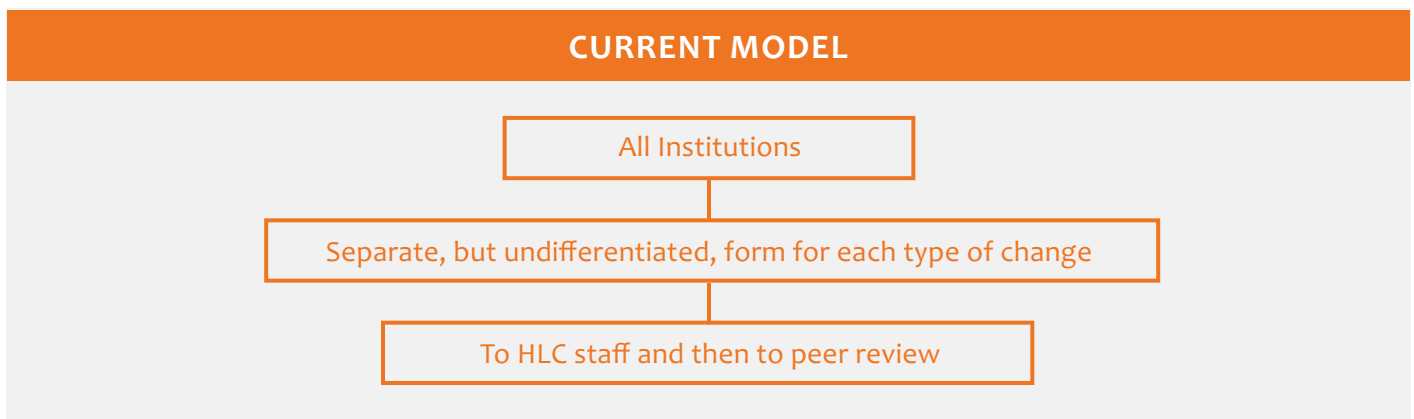 CURRENT MODEL
All Institutions
Separate, but undifferentiated, form for each type of change
To HLC staff and then to peer review